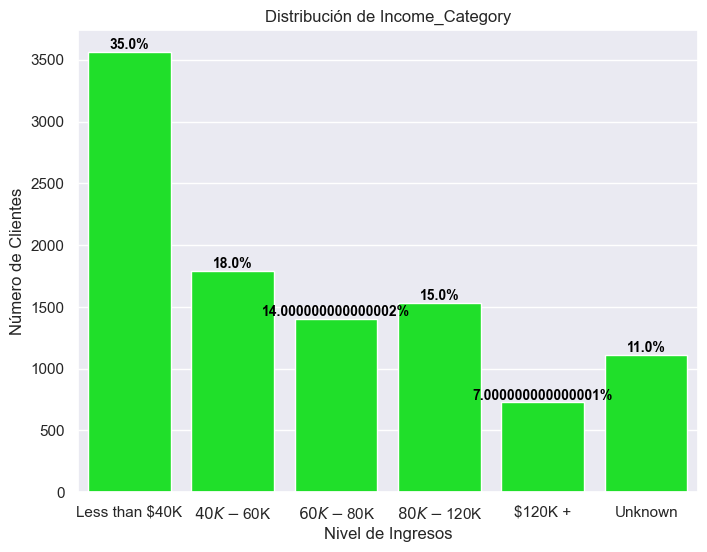 Distribución de Income_Category
Número de Clientes
3500
3000
2500
2000
1500
1000
500
0
35.0%
18.0%
14.000000000000002%
15.0%
7.000000000000001%
11.0%
Less than $40K
40K − 60K
60K − 80K
80K − 120K
$120K +
Unknown
Nivel de Ingresos